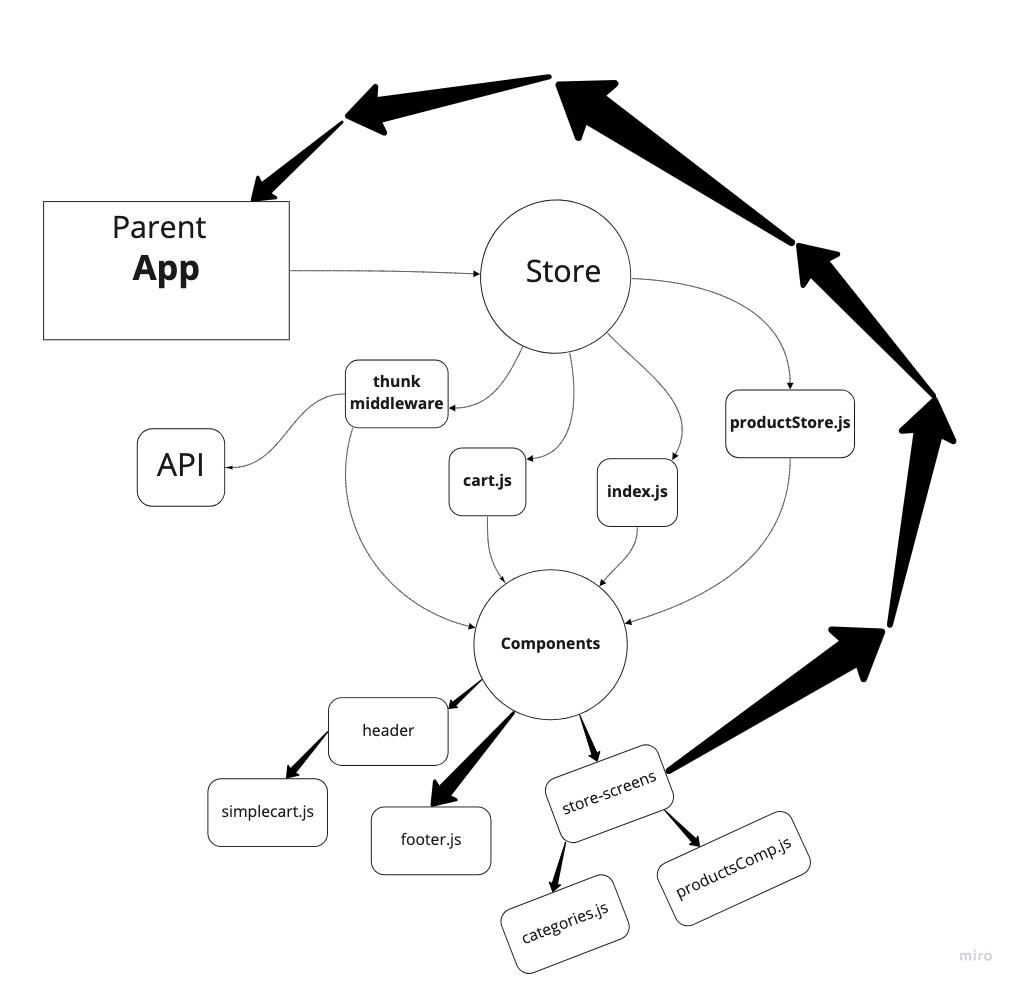 Parent
App
Store
thunk
middleware
productStore.js
API
cart.js
index.js
Components
header
store-screens
simplecart.js
footer.js
productsComp.js
categories.js
miro